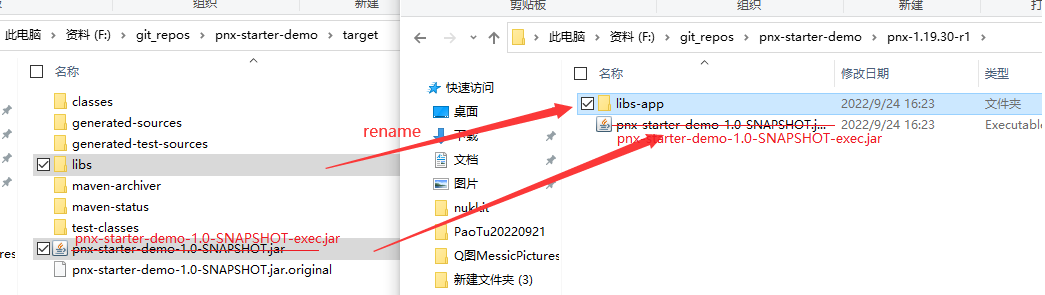 组织
新建
此电脑 > 资料 (F:) > git_repos > pnx-starter-demo > target
名称
classes
generated-sources
generated-test-sources
libs
maven-archiver
maven-status
test-classes
pnx-starter-demo-1.0-SNAPSHOT-exec.jar
pnx-starter-demo-1.0-SNAPSHOT.jar
pnx-starter-demo-1.0-SNAPSHOT.jar.original
rename
剪贴板
组织
新建
此电脑 > 资料 (F:) > git_repos > pnx-starter-demo > pnx-1.19.30-r1 >
快速访问
桌面
下载
文档
图片
nukkit
PaoTu20220921
Q图MessicPictures
新建文件夹 (3)
ures
名称
修改日期
类型
libs-app
2022/9/24 16:23
文件夹
pnx-starter-demo-1.0-SNAPSHOT.j...
2022/9/24 16:23
Executable
pnx-starter-demo-1.0-SNAPSHOT-exec.jar